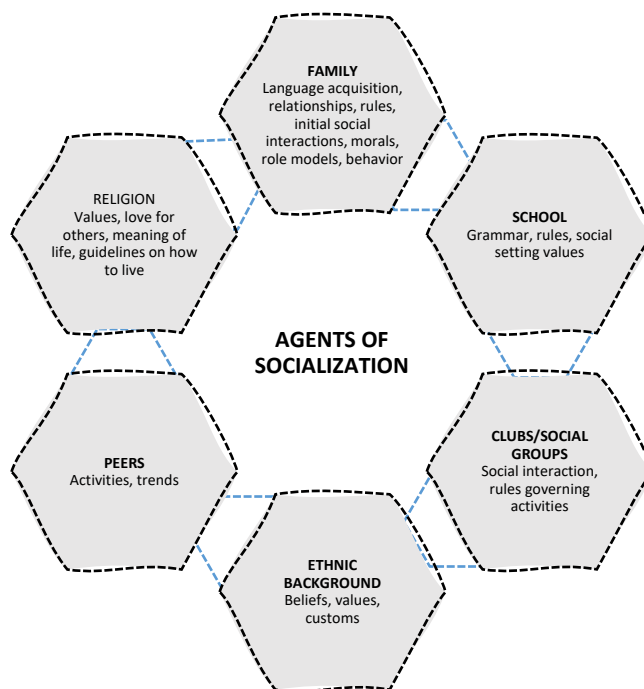 FAMILY
Language acquisition,
relationships, rules,
initial social
interactions, morals,
role models, behavior
RELIGION
Values, love for
others, meaning of
life, guidelines on how
to live
SCHOOL
Grammar, rules, social
setting values
AGENTS OF
SOCIALIZATION
PEERS
Activities, trends
CLUBS/SOCIAL
GROUPS
Social interaction,
rules governing
activities
ETHNIC
BACKGROUND
Beliefs, values,
customs